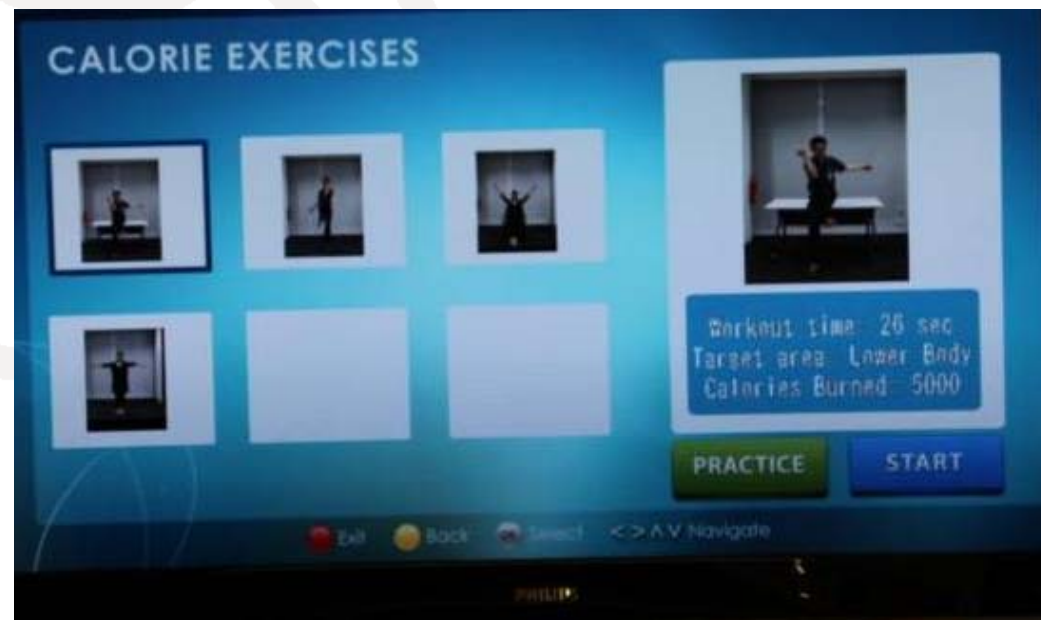 CALORIE EXERCISES
Workout time: 26 sec
Target area: Lower Body
Calories Burned: 5000
PRACTICE
START
Exit
Back
OK
Select
< > ∧ ∨ Navigate
PHILIPS